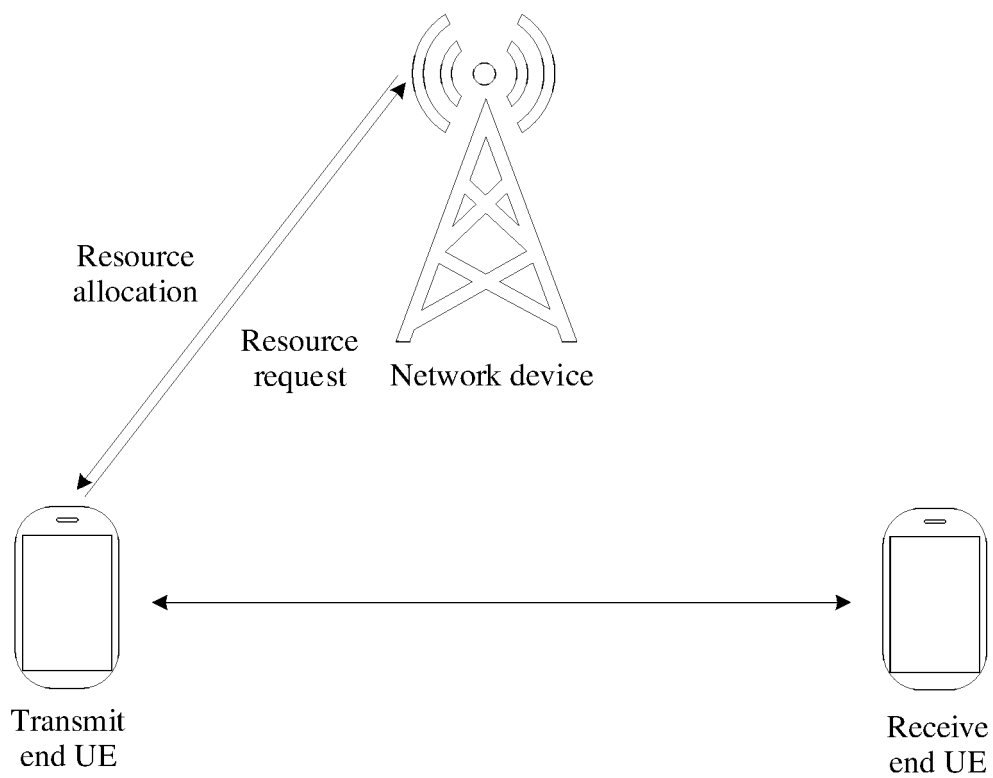 Resource
allocation
Resource
request
Network device
Transmit
end UE
Receive
end UE